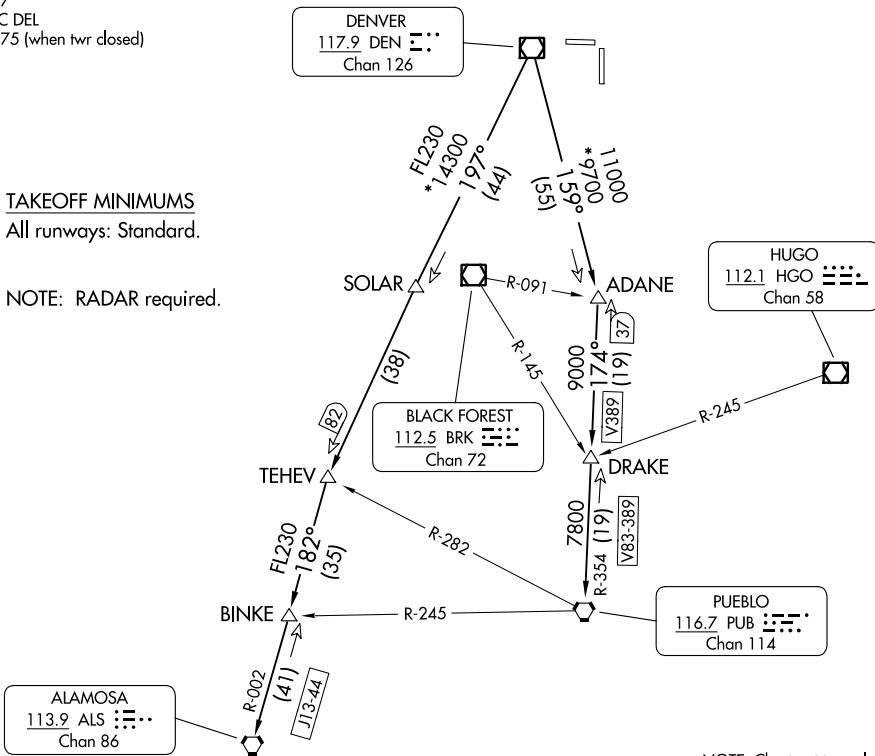 C DEL
75 (when twr closed)
DENVER
117.9 DEN
Chan 126
FL230
*14300
197°
(44)
11000
*9700
159°
(55)
TAKEOFF MINIMUMS
All runways: Standard.
NOTE: RADAR required.
SOLAR
R-091
ADANE
HUGO
112.1 HGO
Chan 58
37
(38)
R-145
9000
174°
(19)
V389
R-245
82
BLACK FOREST
112.5 BRK
Chan 72
TEHEV
DRAKE
R-282
7800
(19)
R-354
V83-389
FL230
182°
(35)
BINKE
R-245
PUEBLO
116.7 PUB
Chan 114
R-002
(41)
J13-44
ALAMOSA
113.9 ALS
Chan 86